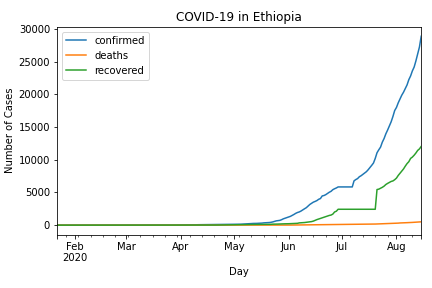 COVID-19 in Ethiopia
confirmed
deaths
recovered
Number of Cases
30000
25000
20000
15000
10000
5000
0
Feb Mar Apr May Jun Jul Aug
2020
Day